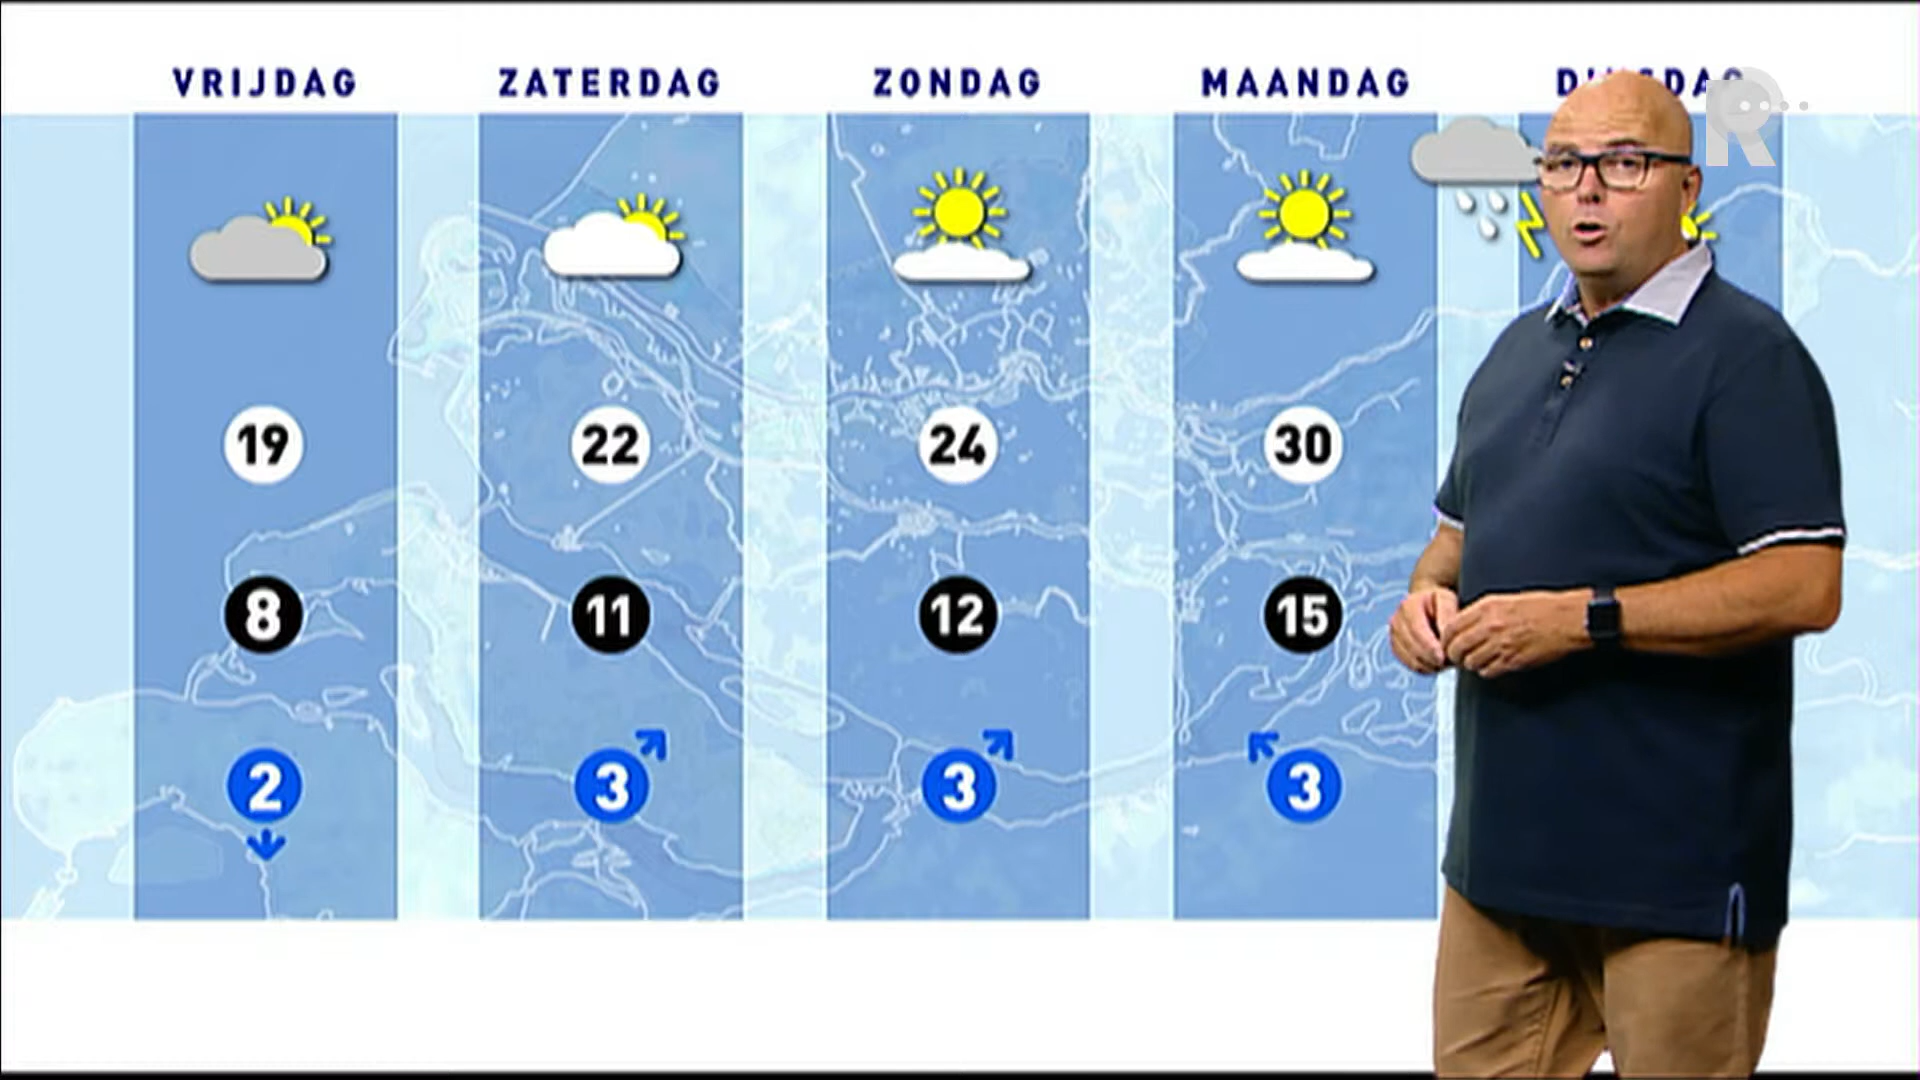 VRIJDAG ZATERDAG ZONDAG MAANDAG
19 22 24 30
8 11 12 15
2 3 3 3
R